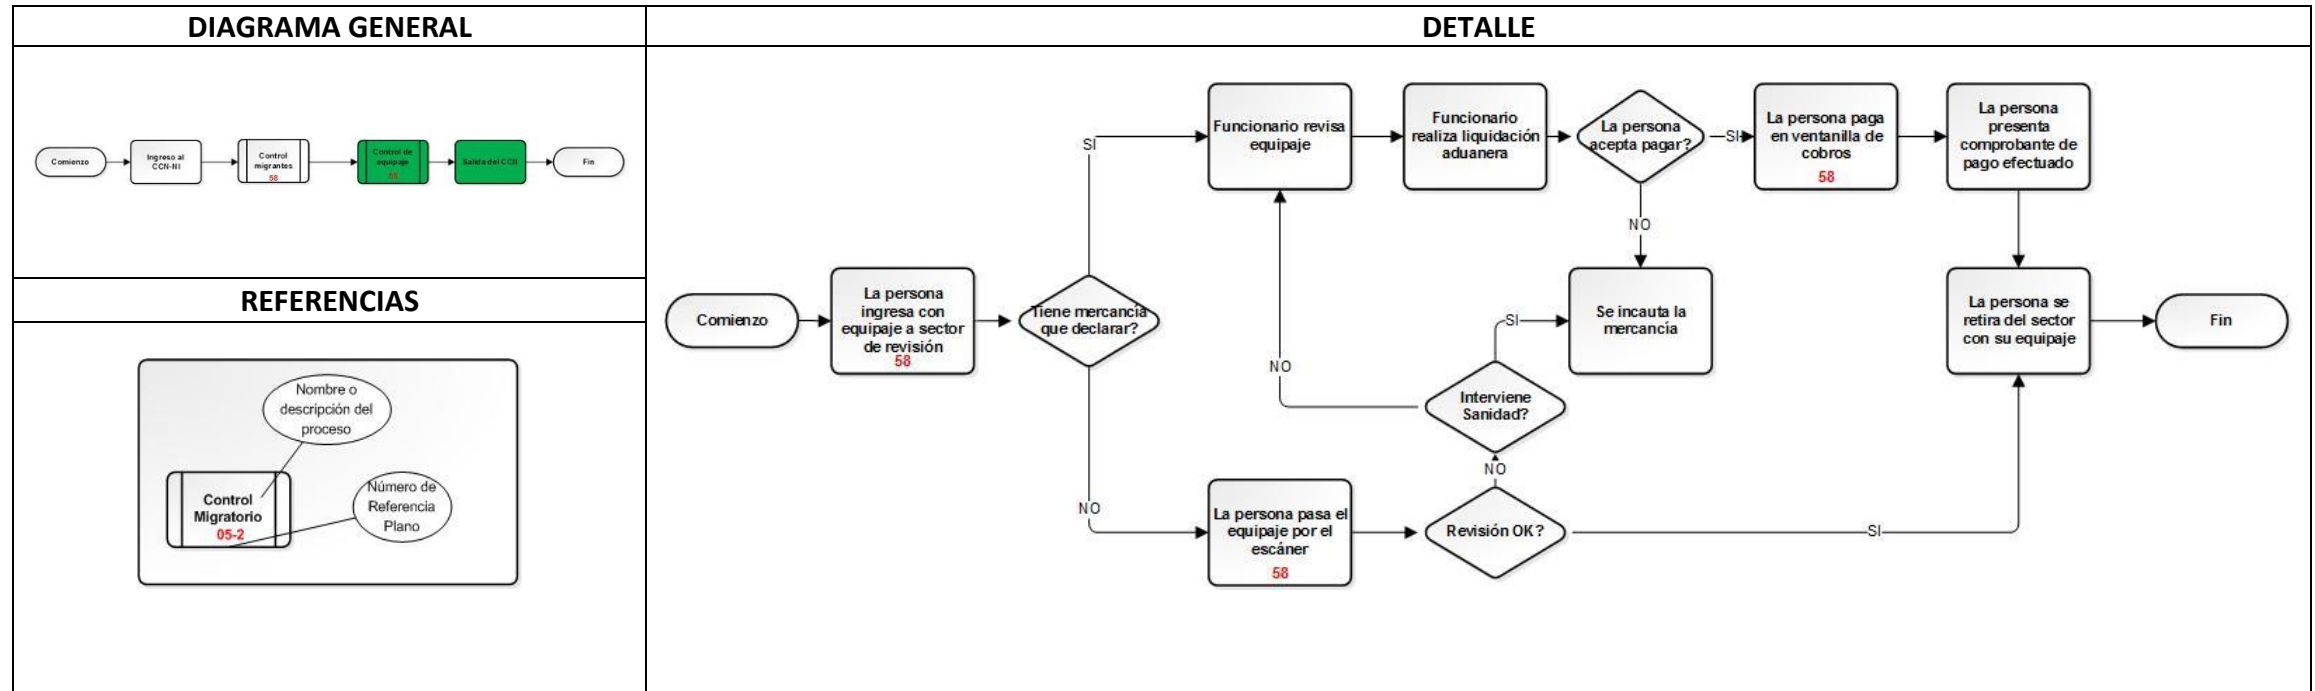 DIAGRAMA GENERAL
Comienzo
Ingreso al
CCN-NI
Control
migrantes
58
Control de
equipaje
58
Salida del CCN
Fin
REFERENCIAS
Nombre o
descripción del
proceso
Control
Migratorio
05-2
Número de
Referencia
Plano
DETALLE
Comienzo
La persona
ingresa con
equipaje a sector
de revisión
58
Tiene mercancía
que declarar?
SI
Funcionario revisa
equipaje
Funcionario
realiza liquidación
aduanera
La persona
acepta pagar?
SI
La persona paga
en ventanilla de
cobros
58
La persona
presenta
comprobante de
pago efectuado
NO
Se incauta la
mercancía
La persona se
retira del sector
con su equipaje
Fin
SI
NO
Interviene
Sanidad?
NO
NO
La persona pasa el
equipaje por el
escáner
58
Revisión OK?
SI